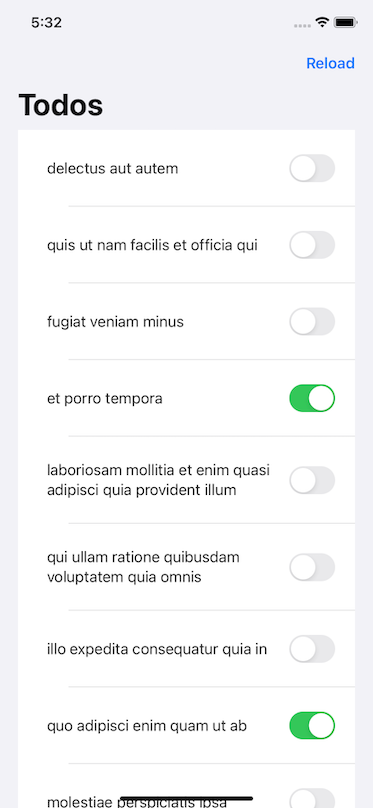 5:32
Reload
Todos
delectus aut autem
quis ut nam facilis et officia qui
fugiat veniam minus
et porro tempora
laboriosam mollitia et enim quasi
adipisci quia provident illum
qui ullam ratione quibusdam
voluptatem quia omnis
illo expedita consequatur quia in
quo adipisci enim quam ut ab
molestiae perspiciatis ipsa